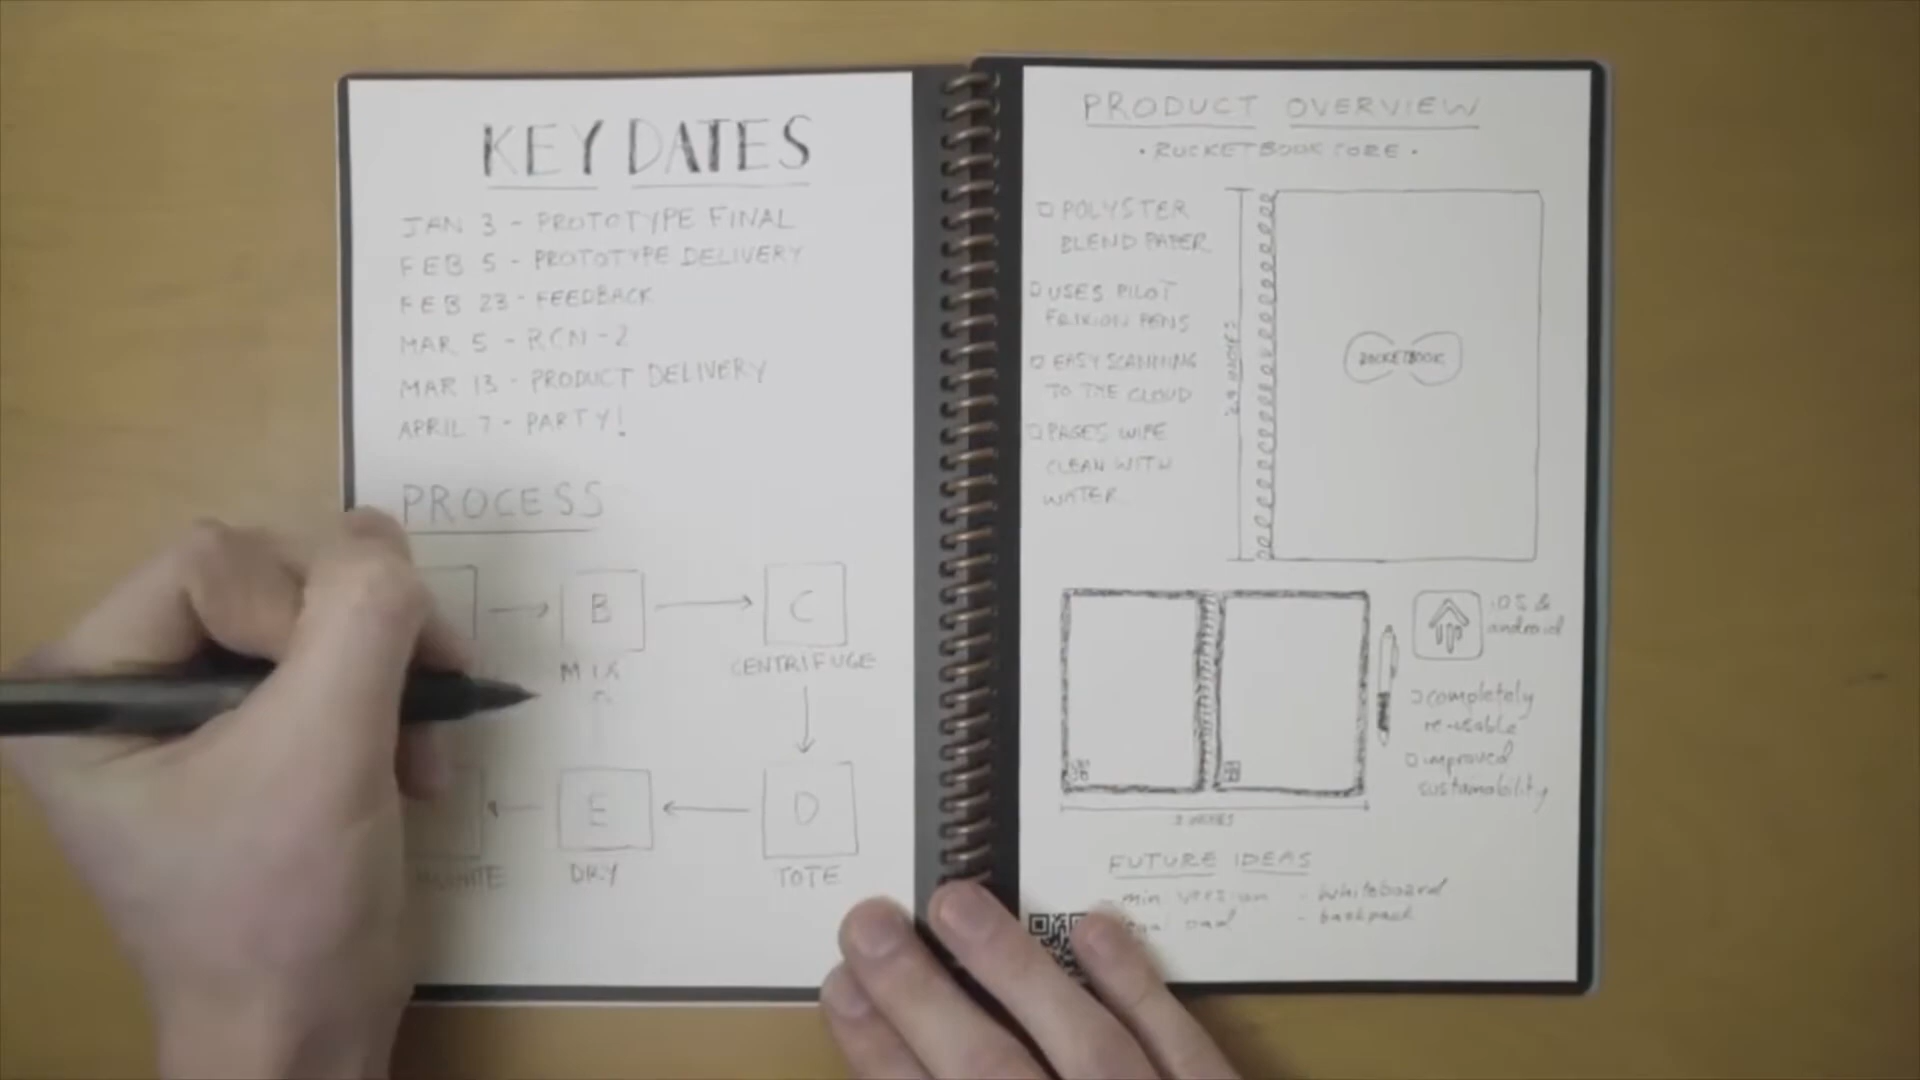 KEY DATES
JAN 3 - PROTOTYPE FINAL
FEB 5 - PROTOTYPE DELIVERY
FEB 23 - FEEDBACK
MAR 5 - RCN-2
MAR 13 - PRODUCT DELIVERY
APRIL 7 - PARTY!
PROCESS
B
C
MIX
CENTRIFUGE
E
D
DRY
TOTE
PRODUCT OVERVIEW
• ROCKETBOOK CORE •
POLYSTER
BLEND PAPER
USES PILOT
FRIXION PENS
EASY SCANNING
TO THE CLOUD
PAGES WIPE
CLEAN WITH
WATER
ROCKETBOOK
iOS &
android
completely
re-usable
improved
sustainability
FUTURE IDEAS
- mini version
- whiteboard
- backpack